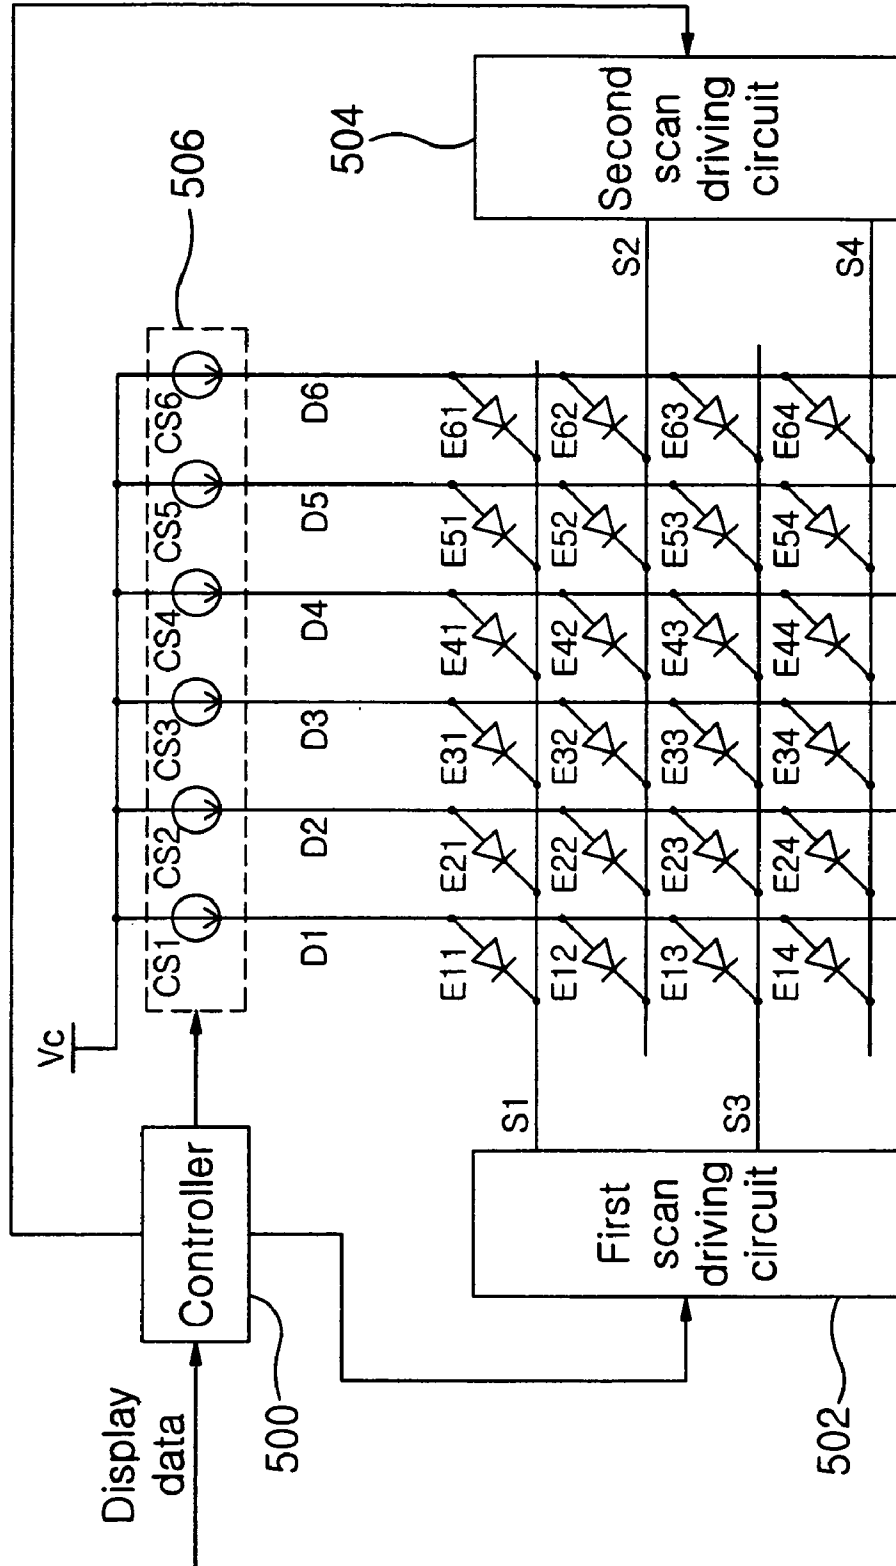 Display
data
Controller
500
Vc
506
CS1 CS2 CS3 CS4 CS5 CS6
D1 D2 D3 D4 D5 D6
504
First
scan
driving
circuit
502
S1
S3
E11 E21 E31 E41 E51 E61
E12 E22 E32 E42 E52 E62
E13 E23 E33 E43 E53 E63
E14 E24 E34 E44 E54 E64
S2
S4
Second
scan
driving
circuit